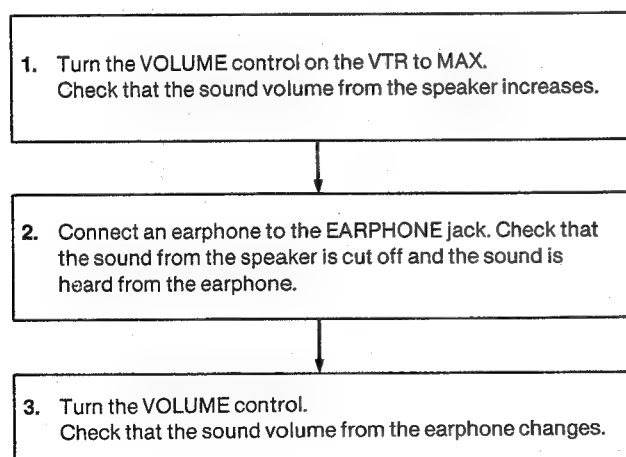 1. Turn the VOLUME control on the VTR to MAX.
Check that the sound volume from the speaker increases.
2. Connect an earphone to the EARPHONE jack. Check that
the sound from the speaker is cut off and the sound is
heard from the earphone.
3. Turn the VOLUME control.
Check that the sound volume from the earphone changes.